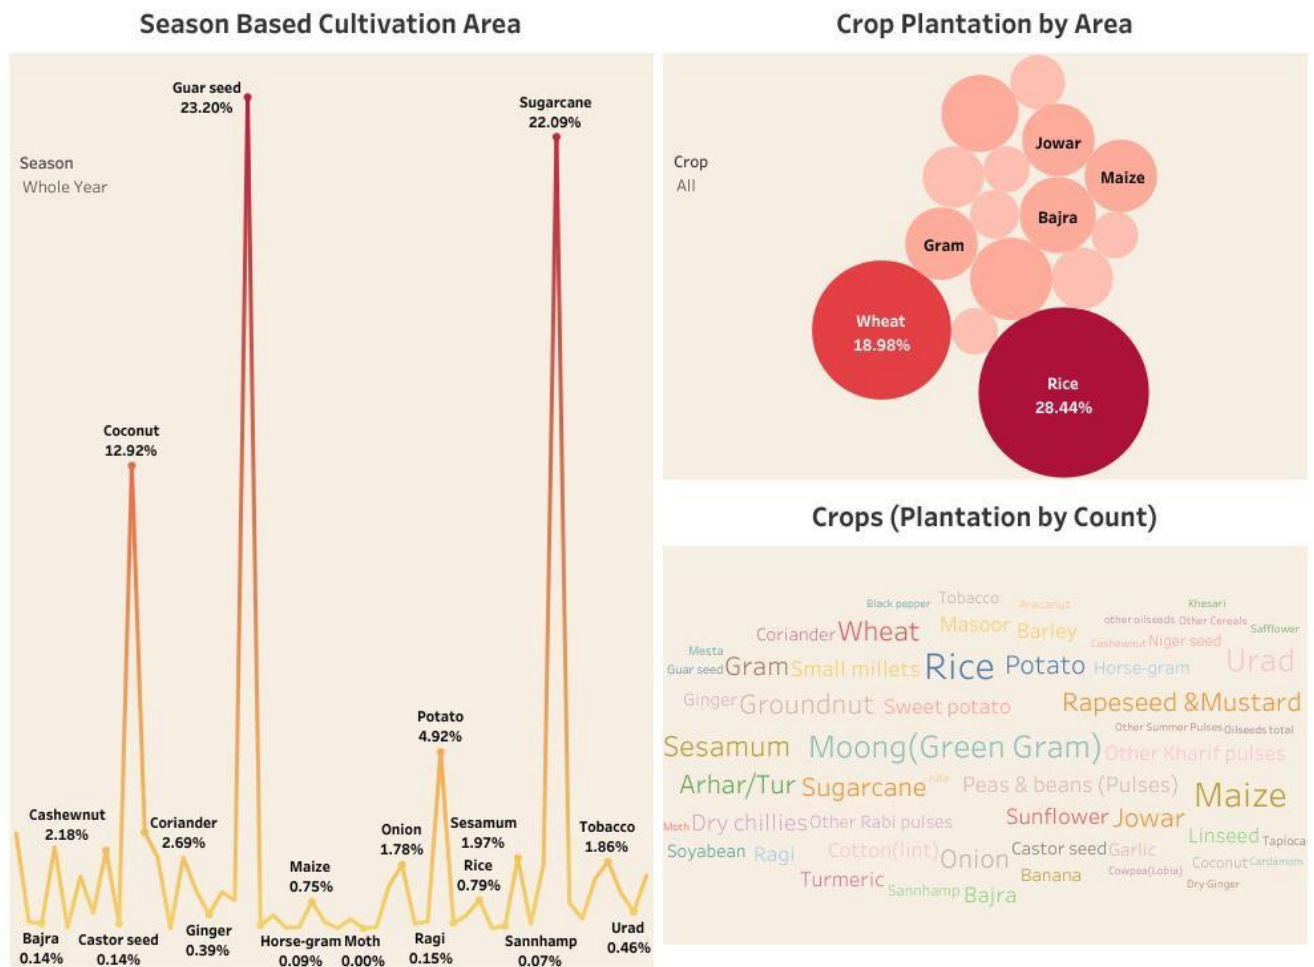 Season Based Cultivation Area
Season
Whole Year
Guar seed
23.20%
Sugarcane
22.09%
Coconut
12.92%
Potato
4.92%
Cashewnut
2.18%
Coriander
2.69%
Onion
1.78%
Sesamum
1.97%
Rice
0.79%
Tobacco
1.86%
Maize
0.75%
Bajra
0.14%
Castor seed
0.14%
Ginger
0.39%
Horse-gram
0.09%
Moth
0.00%
Ragi
0.15%
Sannhamp
0.07%
Urad
0.46%
Crop Plantation by Area
Crop
All
Jowar
Maize
Bajra
Gram
Wheat
18.98%
Rice
28.44%
Crops (Plantation by Count)
Black pepper Tobacco Arecanut Khesari
Coriander Wheat Masoor Barley other oilseeds Other Cereals Safflower
Cashewnut Niger seed
Mesta
Guar seed Gram Small millets Rice Potato Horse-gram Urad
Ginger Groundnut Sweet potato Rapeseed &Mustard
Other Summer Pulses Oilseeds total
Sesamum Moong(Green Gram) Other Kharif pulses
Arhar/Tur Sugarcane Jute Peas & beans (Pulses) Maize
Moth Dry chillies Other Rabi pulses Sunflower Jowar
Linseed Tapioca
Soyabean Ragi Cotton(lint) Onion Castor seed Garlic Coconut Cardamom
Turmeric Sannhamp Bajra Banana Cowpea(Lobia) Dry Ginger